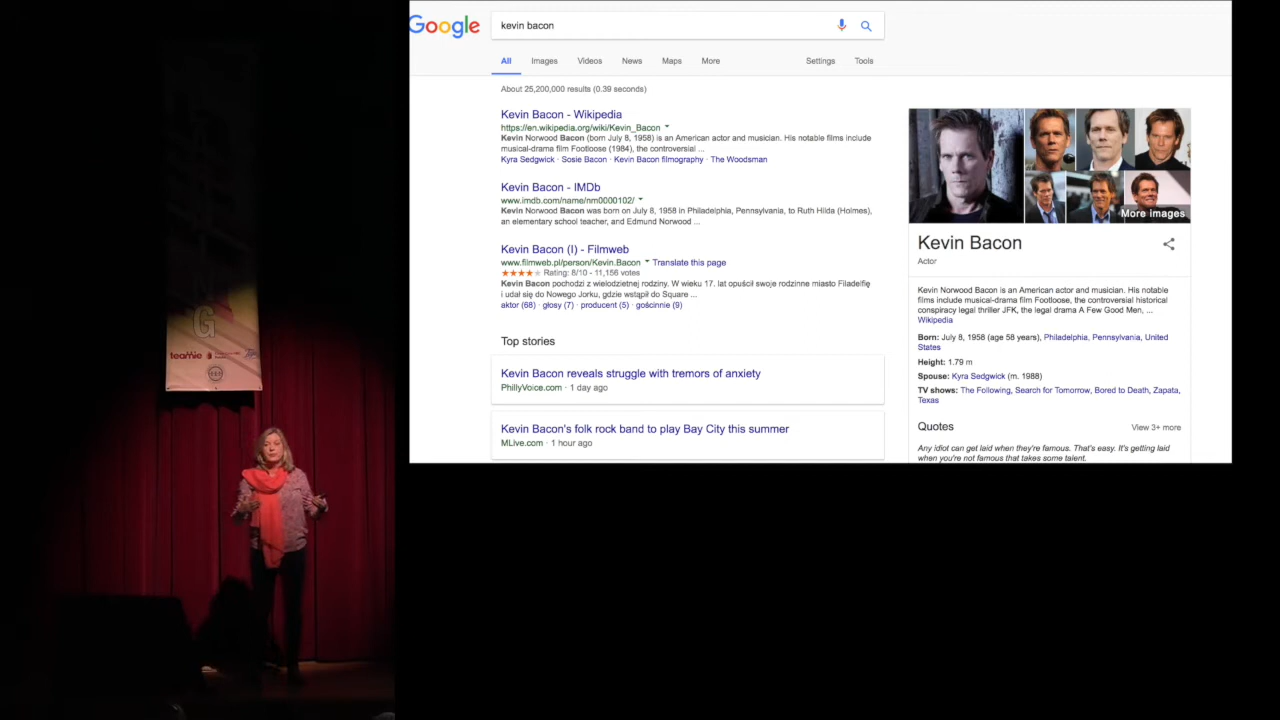 Google
kevin bacon
All Images Videos News Maps More Settings Tools
About 25,200,000 results (0.39 seconds)
Kevin Bacon - Wikipedia
https://en.wikipedia.org/wiki/Kevin_Bacon
Kevin Norwood Bacon (born July 8, 1958) is an American actor and musician. His notable films include
musical-drama film Footloose (1984), the controversial ...
Kyra Sedgwick · Sosie Bacon · Kevin Bacon filmography · The Woodsman
Kevin Bacon - IMDb
www.imdb.com/name/nm0000102/
Kevin Norwood Bacon was born on July 8, 1958 in Philadelphia, Pennsylvania, to Ruth Hilda (Holmes),
an elementary school teacher, and Edmund Norwood ...
Kevin Bacon (I) - Filmweb
www.filmweb.pl/person/Kevin.Bacon Translate this page
Rating: 8/10 - 11,156 votes
Kevin Bacon pochodzi z wielodzietnej rodziny. W wieku 17. lat opuścił swoje rodzinne miasto Filadelfię
i udał się do Nowego Jorku, gdzie wstąpił do Square ...
aktor (68) · głosy (7) · producent (5) · gościnnie (9)
Top stories
Kevin Bacon reveals struggle with tremors of anxiety
PhillyVoice.com · 1 day ago
Kevin Bacon's folk rock band to play Bay City this summer
MLive.com · 1 hour ago
More images
Kevin Bacon
Actor
Kevin Norwood Bacon is an American actor and musician. His notable
films include musical-drama film Footloose, the controversial historical
conspiracy legal thriller JFK, the legal drama A Few Good Men, ...
Wikipedia
Born: July 8, 1958 (age 58 years), Philadelphia, Pennsylvania, United
States
Height: 1.79 m
Spouse: Kyra Sedgwick (m. 1988)
TV shows: The Following, Search for Tomorrow, Bored to Death, Zapata,
Texas
Quotes View 3+ more
Any idiot can get laid when they're famous. That's easy. It's getting laid
when you're not famous that takes some talent.
G
teamie